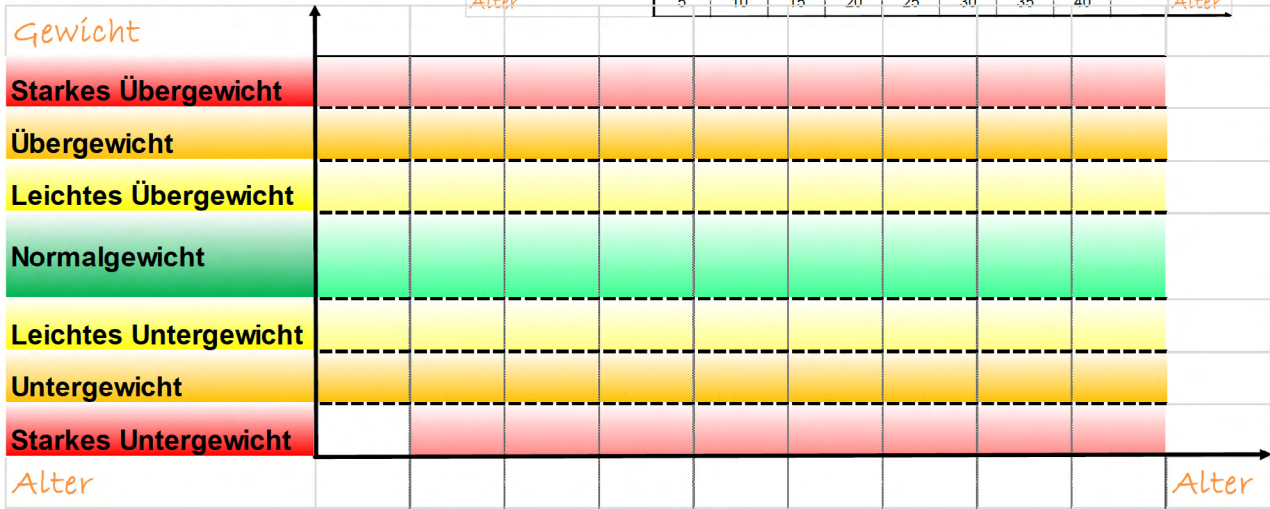 Alter 5 10 15 20 25 30 35 40 Alter
Gewicht
Starkes Übergewicht
Übergewicht
Leichtes Übergewicht
Normalgewicht
Leichtes Untergewicht
Untergewicht
Starkes Untergewicht
Alter Alter